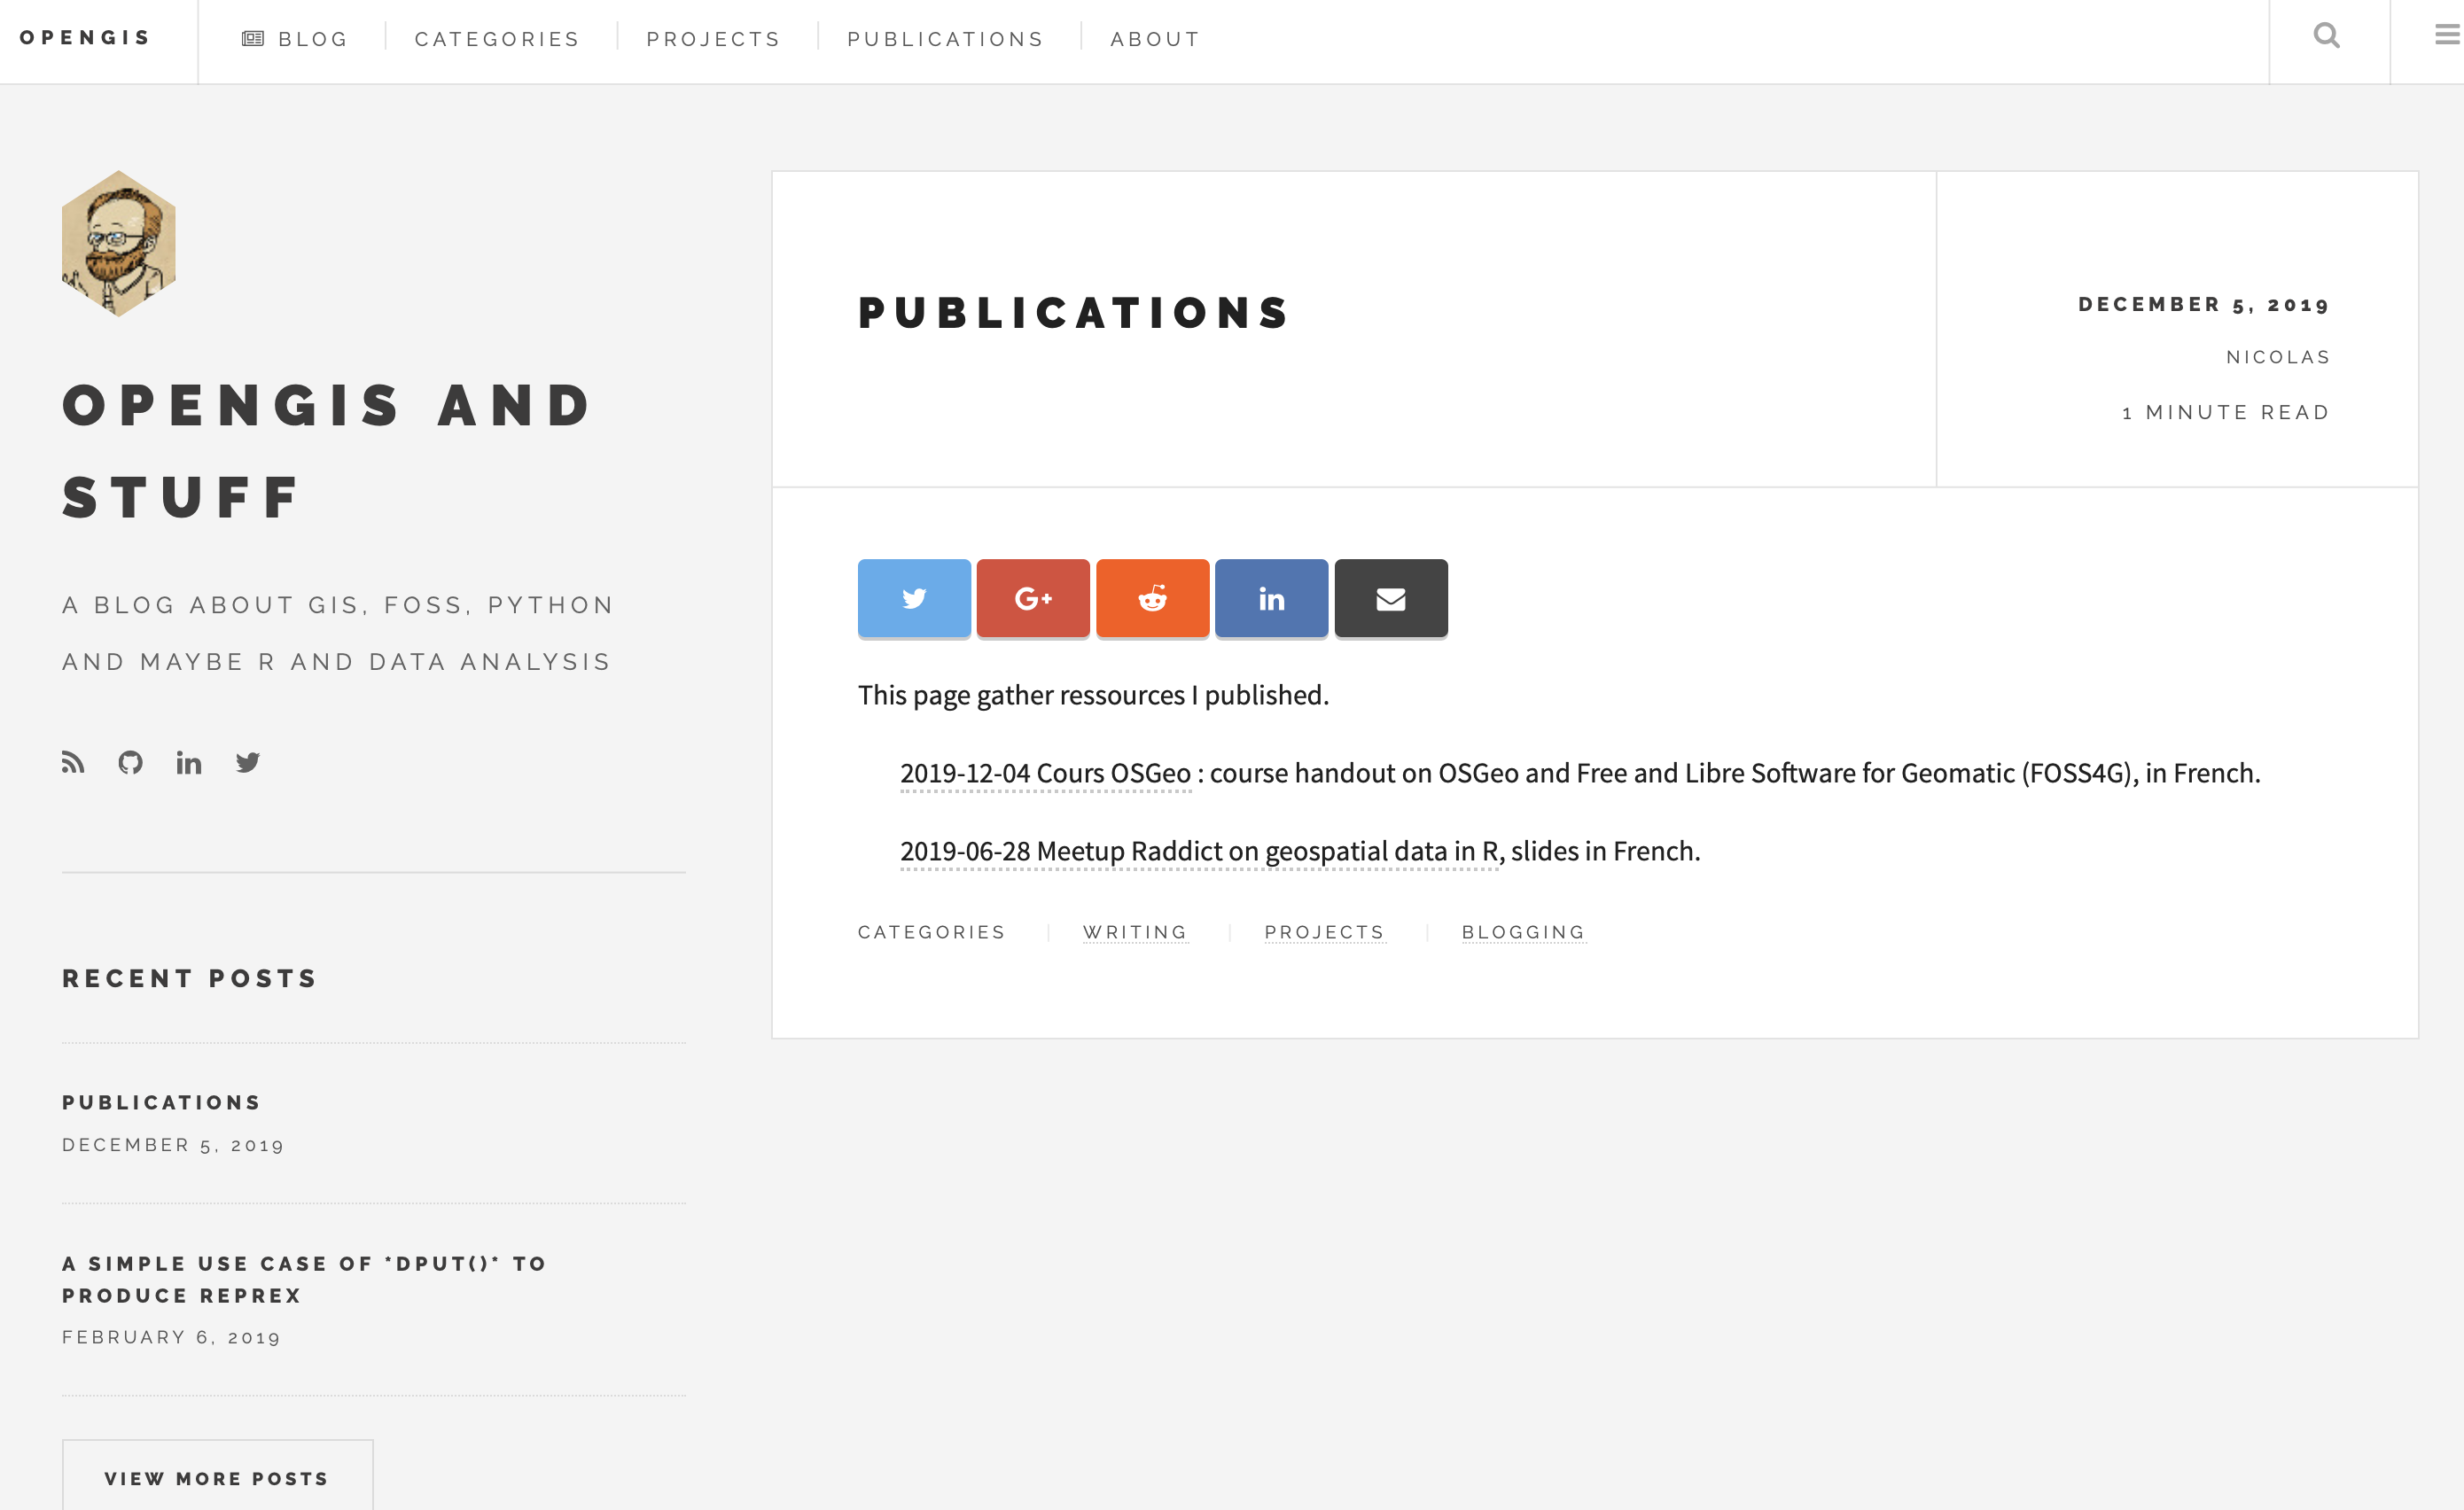 OPENGIS
BLOG
CATEGORIES
PROJECTS
PUBLICATIONS
ABOUT
OPENGIS AND
STUFF
A BLOG ABOUT GIS, FOSS, PYTHON
AND MAYBE R AND DATA ANALYSIS
RECENT POSTS
PUBLICATIONS
DECEMBER 5, 2019
A SIMPLE USE CASE OF *DPUT()* TO
PRODUCE REPREX
FEBRUARY 6, 2019
VIEW MORE POSTS
PUBLICATIONS
DECEMBER 5, 2019
NICOLAS
1 MINUTE READ
This page gather ressources I published.
2019-12-04 Cours OSGeo : course handout on OSGeo and Free and Libre Software for Geomatic (FOSS4G), in French.
2019-06-28 Meetup Raddict on geospatial data in R, slides in French.
CATEGORIES
WRITING
PROJECTS
BLOGGING